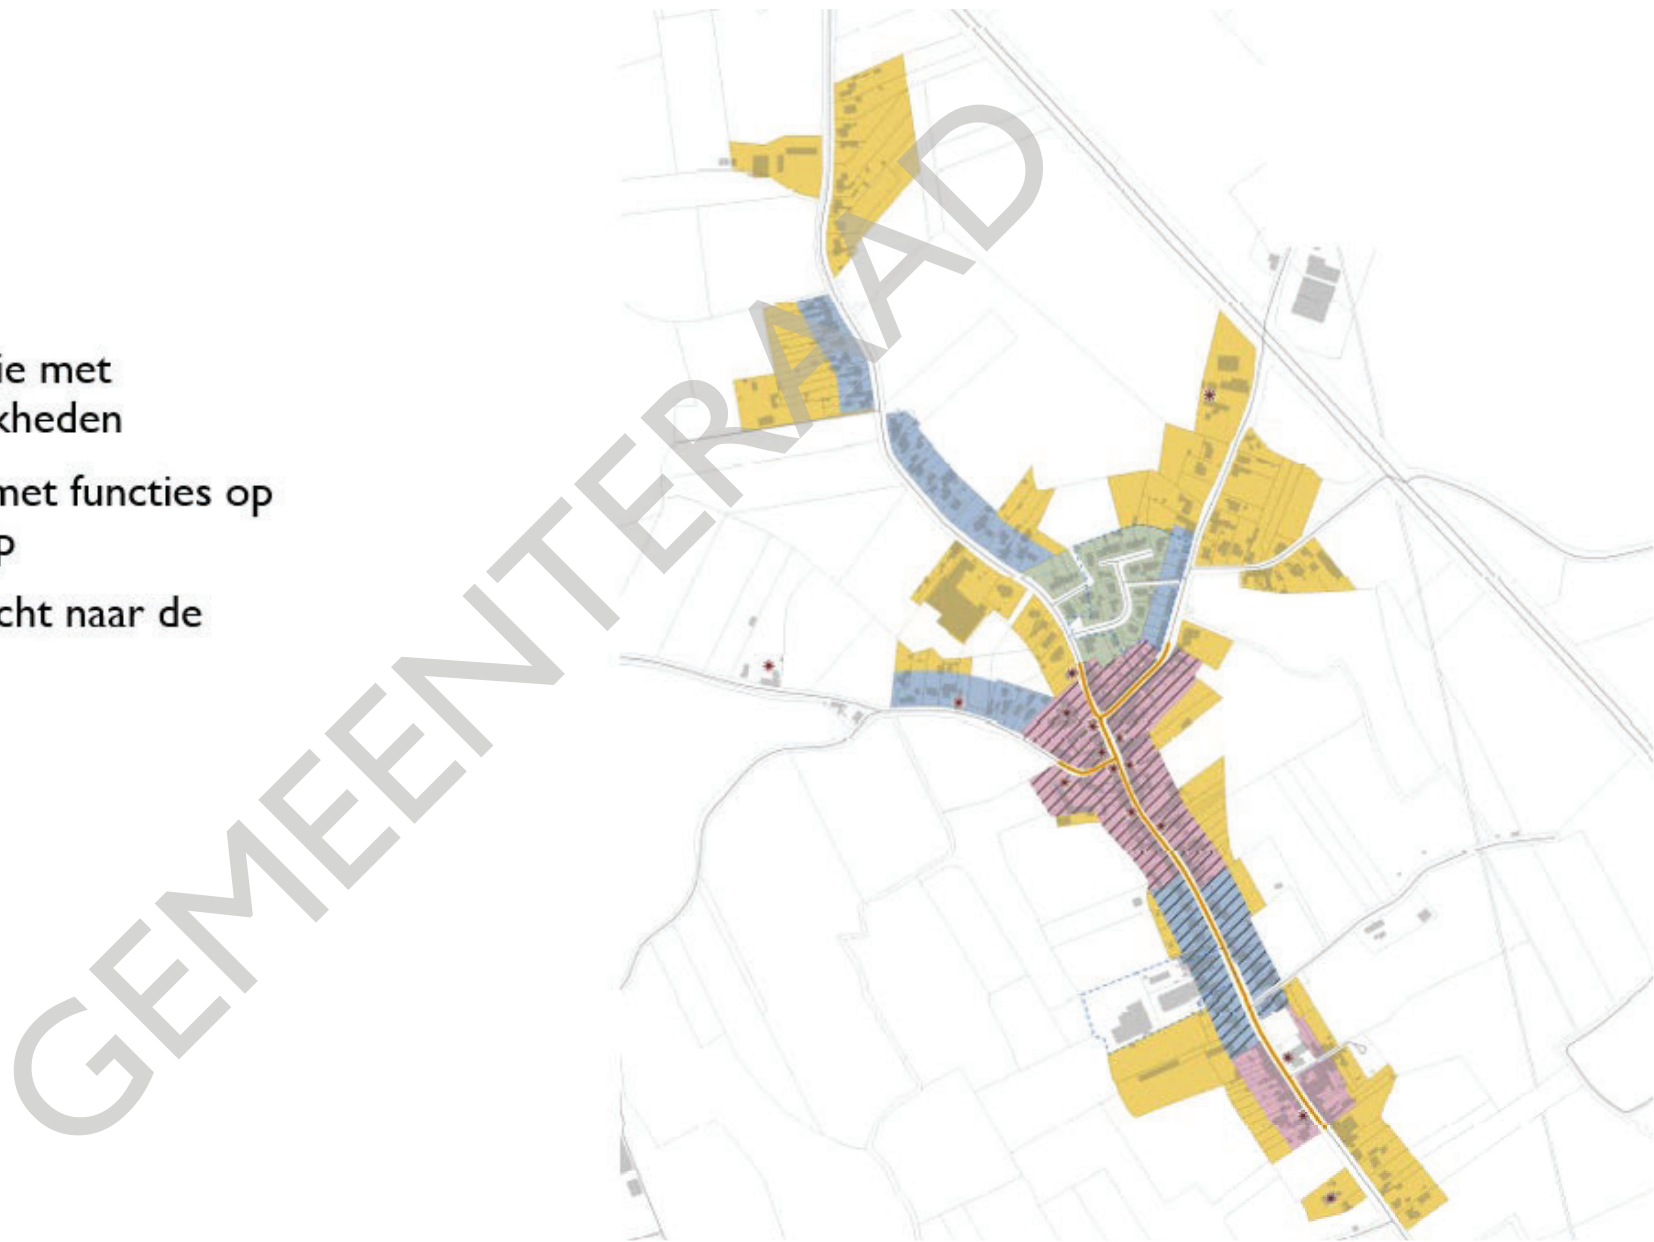 ie met
kheden
met functies op
p
cht naar de
GEMEENTERAAD